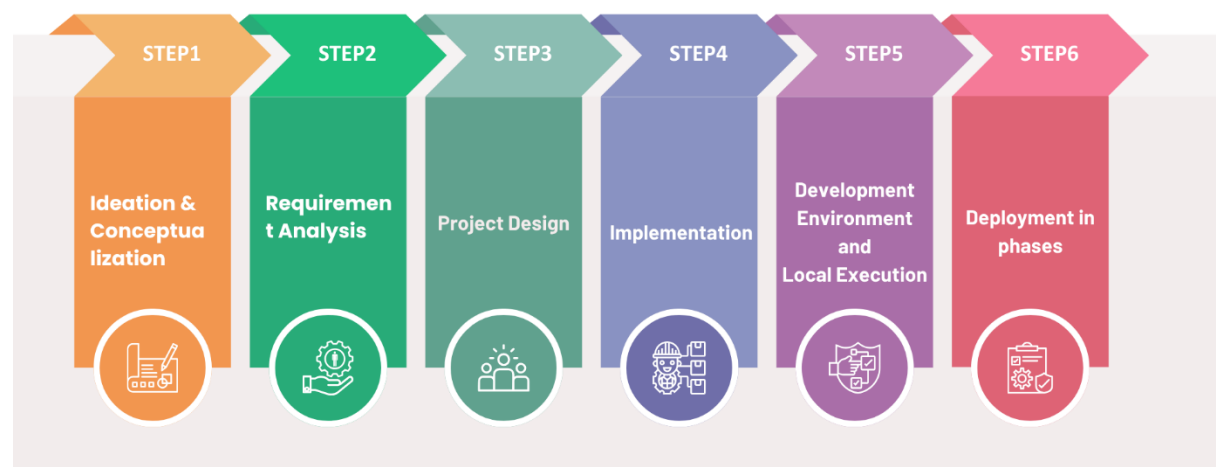 STEP1
STEP2
STEP3
STEP4
STEP5
STEP6
Ideation &
Conceptua
lization
Requiremen
t Analysis
Project Design
Implementation
Development
Environment
and
Local Execution
Deployment in
phases